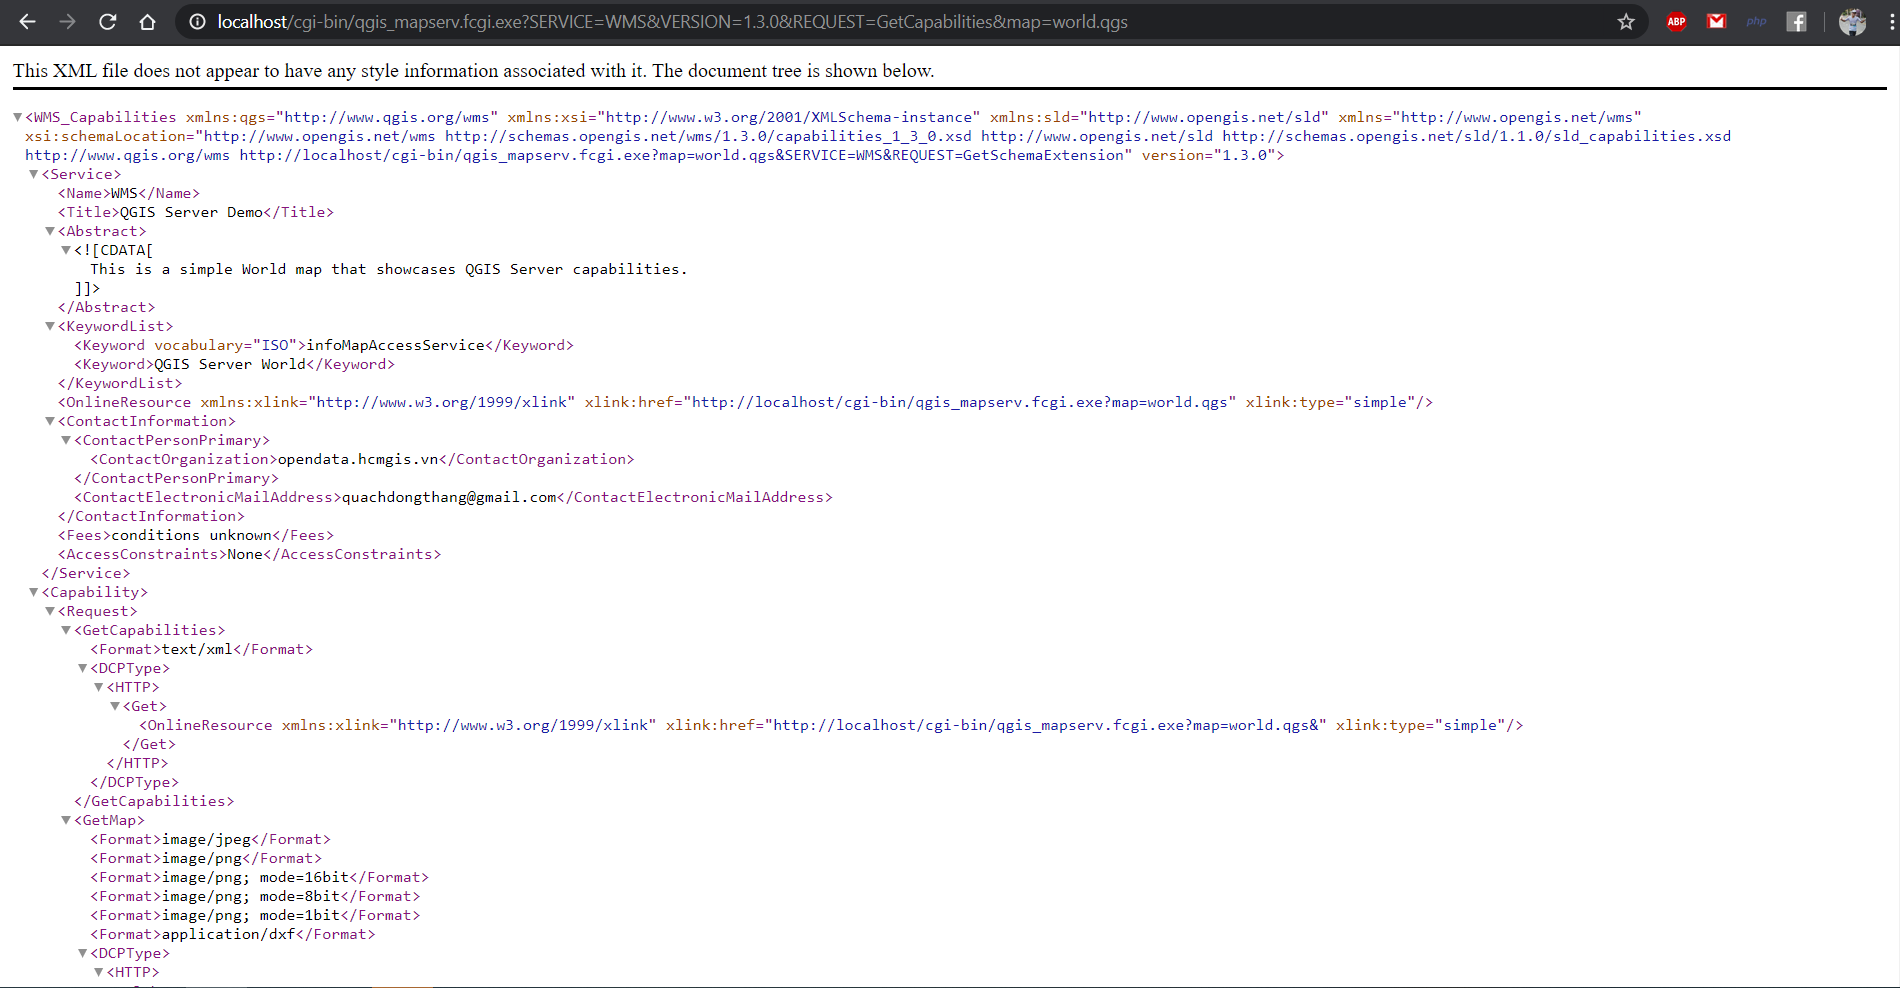 localhost/cgi-bin/qgis_mapserv.fcgi.exe?SERVICE=WMS&VERSION=1.3.0&REQUEST=GetCapabilities&map=world.qgs
ABP
php
This XML file does not appear to have any style information associated with it. The document tree is shown below.
<WMS_Capabilities xmlns:qgs="http://www.qgis.org/wms" xmlns:xsi="http://www.w3.org/2001/XMLSchema-instance" xmlns:sld="http://www.opengis.net/sld" xmlns="http://www.opengis.net/wms"
xsi:schemaLocation="http://www.opengis.net/wms http://schemas.opengis.net/wms/1.3.0/capabilities_1_3_0.xsd http://www.opengis.net/sld http://schemas.opengis.net/sld/1.1.0/sld_capabilities.xsd
http://www.qgis.org/wms http://localhost/cgi-bin/qgis_mapserv.fcgi.exe?map=world.qgs&SERVICE=WMS&REQUEST=GetSchemaExtension" version="1.3.0">
<Service>
<Name>WMS</Name>
<Title>QGIS Server Demo</Title>
<Abstract>
<![CDATA[
This is a simple World map that showcases QGIS Server capabilities.
]]>
</Abstract>
<KeywordList>
<Keyword vocabulary="ISO">infoMapAccessService</Keyword>
<Keyword>QGIS Server World</Keyword>
</KeywordList>
<OnlineResource xmlns:xlink="http://www.w3.org/1999/xlink" xlink:href="http://localhost/cgi-bin/qgis_mapserv.fcgi.exe?map=world.qgs" xlink:type="simple"/>
<ContactInformation>
<ContactPersonPrimary>
<ContactOrganization>opendata.hcmgis.vn</ContactOrganization>
</ContactPersonPrimary>
<ContactElectronicMailAddress>quachdongthang@gmail.com</ContactElectronicMailAddress>
</ContactInformation>
<Fees>conditions unknown</Fees>
<AccessConstraints>None</AccessConstraints>
</Service>
<Capability>
<Request>
<GetCapabilities>
<Format>text/xml</Format>
<DCPType>
<HTTP>
<Get>
<OnlineResource xmlns:xlink="http://www.w3.org/1999/xlink" xlink:href="http://localhost/cgi-bin/qgis_mapserv.fcgi.exe?map=world.qgs&" xlink:type="simple"/>
</Get>
</HTTP>
</DCPType>
</GetCapabilities>
<GetMap>
<Format>image/jpeg</Format>
<Format>image/png</Format>
<Format>image/png; mode=16bit</Format>
<Format>image/png; mode=8bit</Format>
<Format>image/png; mode=1bit</Format>
<Format>application/dxf</Format>
<DCPType>
<HTTP>